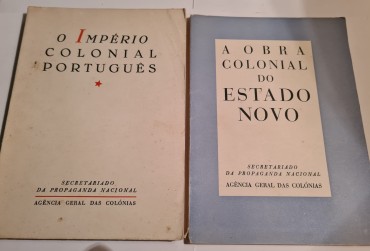 O IMPÉRIO
COLONIAL
PORTUGUÊS
SECRETARIADO
DA PROPAGANDA NACIONAL
AGÊNCIA GERAL DAS COLÓNIAS
A OBRA
COLONIAL
DO
ESTADO
NOVO
SECRETARIADO
DA PROPAGANDA NACIONAL
AGÊNCIA GERAL DAS COLÓNIAS